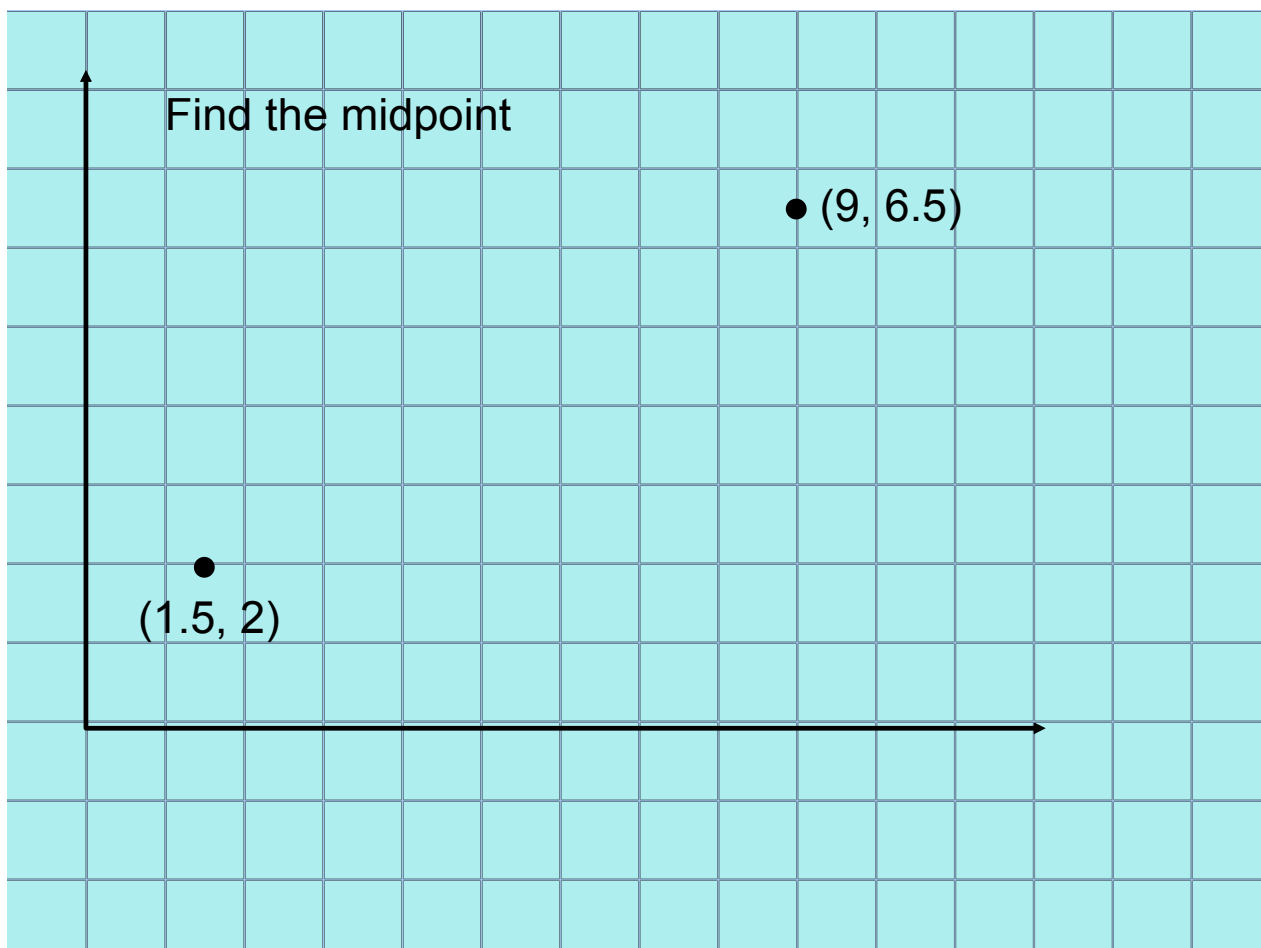 Find the midpoint
(9, 6.5)
(1.5, 2)